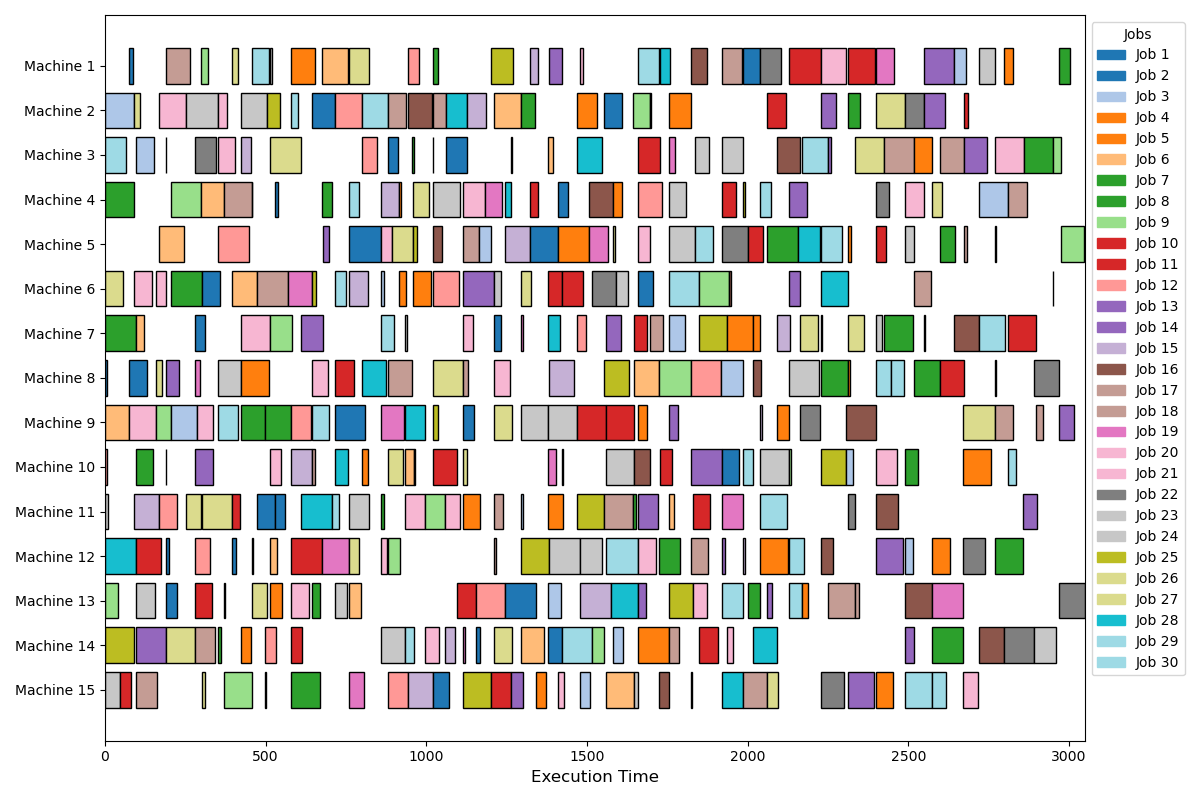 Machine 1
Machine 2
Machine 3
Machine 4
Machine 5
Machine 6
Machine 7
Machine 8
Machine 9
Machine 10
Machine 11
Machine 12
Machine 13
Machine 14
Machine 15
0 500 1000 1500 2000 2500 3000
Execution Time
Jobs
Job 1
Job 2
Job 3
Job 4
Job 5
Job 6
Job 7
Job 8
Job 9
Job 10
Job 11
Job 12
Job 13
Job 14
Job 15
Job 16
Job 17
Job 18
Job 19
Job 20
Job 21
Job 22
Job 23
Job 24
Job 25
Job 26
Job 27
Job 28
Job 29
Job 30